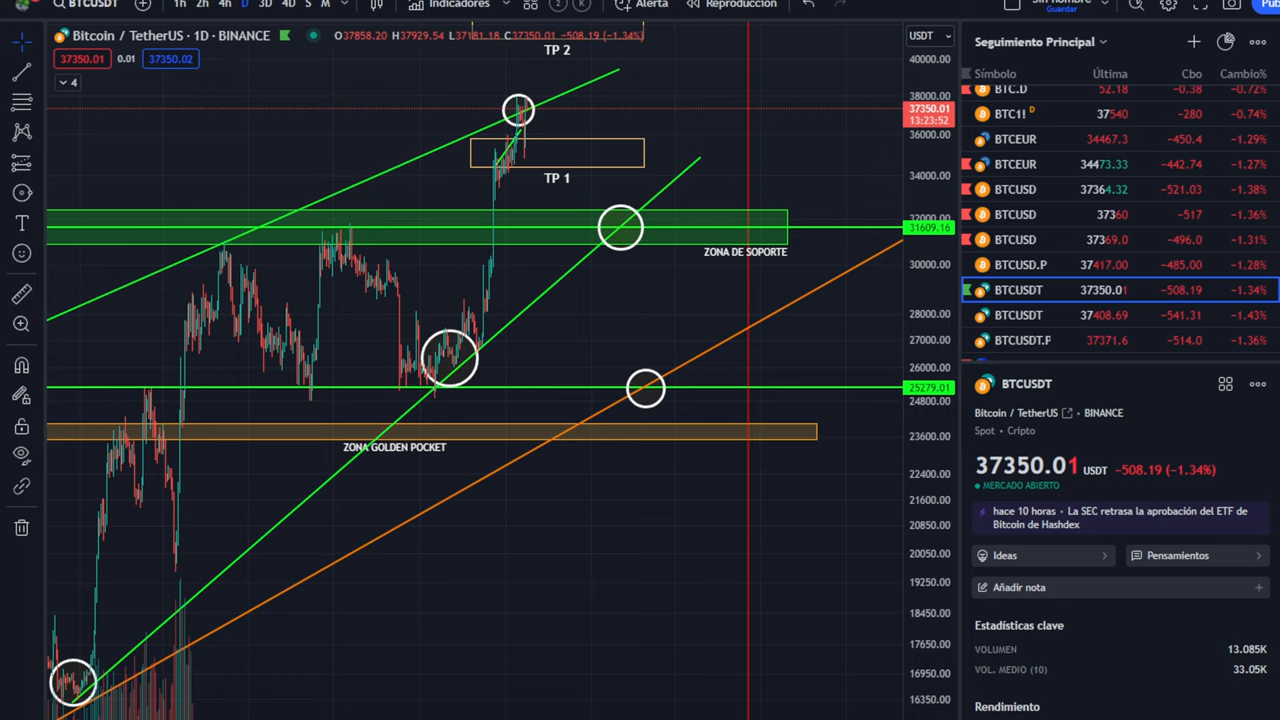 BTCUSDT
1h 2h 4h D 3D 4D S M
Indicadores
Alerta
Reproducción
Guardar
Bitcoin / TetherUS · 1D · BINANCE
O37858.20 H37929.54 L37181.18 C37350.01 −508.19 (−1.34%)
37350.01 0.01 37350.02
4
TP 2
TP 1
ZONA DE SOPORTE
ZONA GOLDEN POCKET
USDT
40000.00
38000.00
37350.01
13:23:52
36000.00
34000.00
32000.00
31609.16
30000.00
28000.00
27000.00
26000.00
25279.01
24800.00
23600.00
22400.00
21600.00
20850.00
20050.00
19250.00
18450.00
17650.00
16950.00
16350.00
Seguimiento Principal
Símbolo Última Cbo Cambio%
BTC.D 52.18 −0.38 −0.72%
BTC1! D 37540 −280 −0.74%
BTCEUR 34467.3 −450.4 −1.29%
BTCEUR 34473.33 −442.74 −1.27%
BTCUSD 37364.32 −521.03 −1.38%
BTCUSD 37360 −517 −1.36%
BTCUSD 37369.0 −496.0 −1.31%
BTCUSD.P 37417.00 −485.00 −1.28%
BTCUSDT 37350.01 −508.19 −1.34%
BTCUSDT 37408.69 −541.31 −1.43%
BTCUSDT.P 37371.6 −514.0 −1.36%
BTCUSDT
Bitcoin / TetherUS BINANCE
Spot • Cripto
37350.01 USDT −508.19 (−1.34%)
MERCADO ABIERTO
hace 10 horas • La SEC retrasa la aprobación del ETF de
Bitcoin de Hashdex
Ideas
Pensamientos
Añadir nota
Estadísticas clave
VOLUMEN 13.085K
VOL. MEDIO (10) 33.05K
Rendimiento